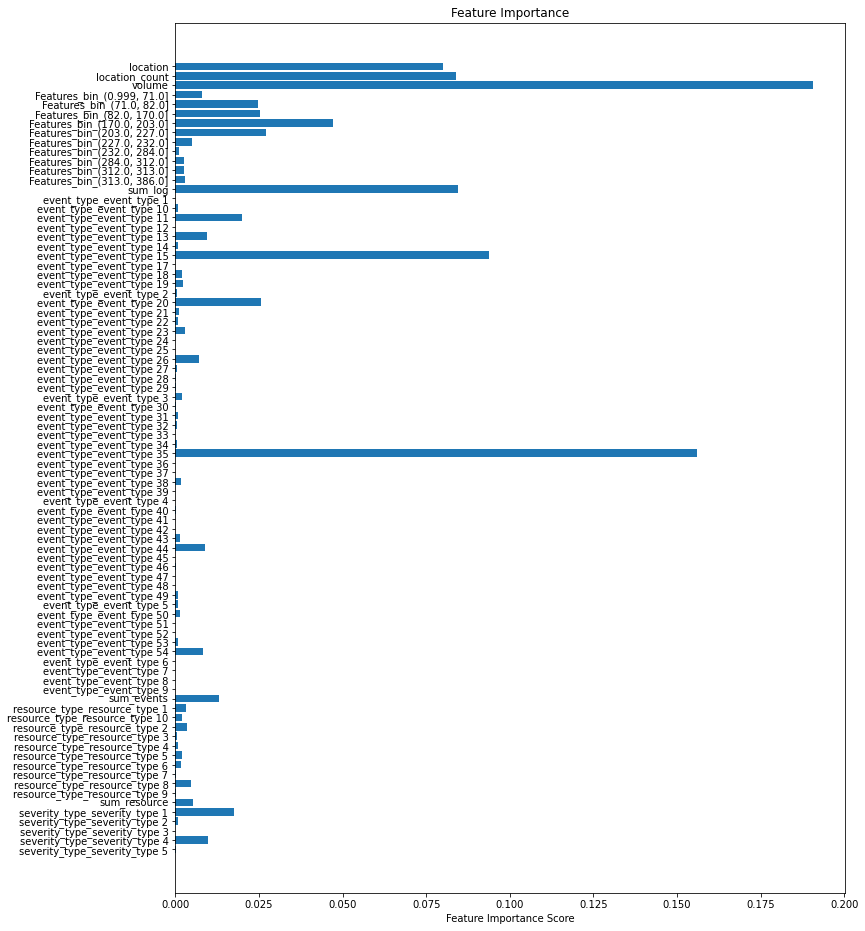 Feature Importance
location
location_count
volume
Features_bin_(0.999, 71.0]
Features_bin_(71.0, 82.0]
Features_bin_(82.0, 170.0]
Features_bin_(170.0, 203.0]
Features_bin_(203.0, 227.0]
Features_bin_(227.0, 232.0]
Features_bin_(232.0, 284.0]
Features_bin_(284.0, 312.0]
Features_bin_(312.0, 313.0]
Features_bin_(313.0, 386.0]
sum_log
event_type_event_type 1
event_type_event_type 10
event_type_event_type 11
event_type_event_type 12
event_type_event_type 13
event_type_event_type 14
event_type_event_type 15
event_type_event_type 17
event_type_event_type 18
event_type_event_type 19
event_type_event_type 2
event_type_event_type 20
event_type_event_type 21
event_type_event_type 22
event_type_event_type 23
event_type_event_type 24
event_type_event_type 25
event_type_event_type 26
event_type_event_type 27
event_type_event_type 28
event_type_event_type 29
event_type_event_type 3
event_type_event_type 30
event_type_event_type 31
event_type_event_type 32
event_type_event_type 33
event_type_event_type 34
event_type_event_type 35
event_type_event_type 36
event_type_event_type 37
event_type_event_type 38
event_type_event_type 39
event_type_event_type 4
event_type_event_type 40
event_type_event_type 41
event_type_event_type 42
event_type_event_type 43
event_type_event_type 44
event_type_event_type 45
event_type_event_type 46
event_type_event_type 47
event_type_event_type 48
event_type_event_type 49
event_type_event_type 5
event_type_event_type 50
event_type_event_type 51
event_type_event_type 52
event_type_event_type 53
event_type_event_type 54
event_type_event_type 6
event_type_event_type 7
event_type_event_type 8
event_type_event_type 9
sum_events
resource_type_resource_type 1
resource_type_resource_type 10
resource_type_resource_type 2
resource_type_resource_type 3
resource_type_resource_type 4
resource_type_resource_type 5
resource_type_resource_type 6
resource_type_resource_type 7
resource_type_resource_type 8
resource_type_resource_type 9
sum_resource
severity_type_severity_type 1
severity_type_severity_type 2
severity_type_severity_type 3
severity_type_severity_type 4
severity_type_severity_type 5
0.000 0.025 0.050 0.075 0.100 0.125 0.150 0.175 0.200
Feature Importance Score